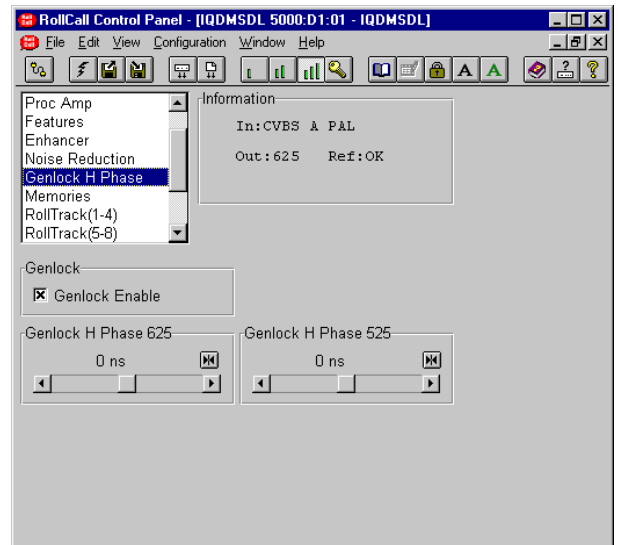 RollCall Control Panel - [IQDMSDL 5000:D1:01 - IQDMSDL]
File Edit View Configuration Window Help
A A
Proc Amp
Features
Enhancer
Noise Reduction
Genlock H Phase
Memories
RollTrack(1-4)
RollTrack(5-8)
Information
In:CVBS A PAL
Out:625 Ref:OK
Genlock
Genlock Enable
Genlock H Phase 625
0 ns
Genlock H Phase 525
0 ns